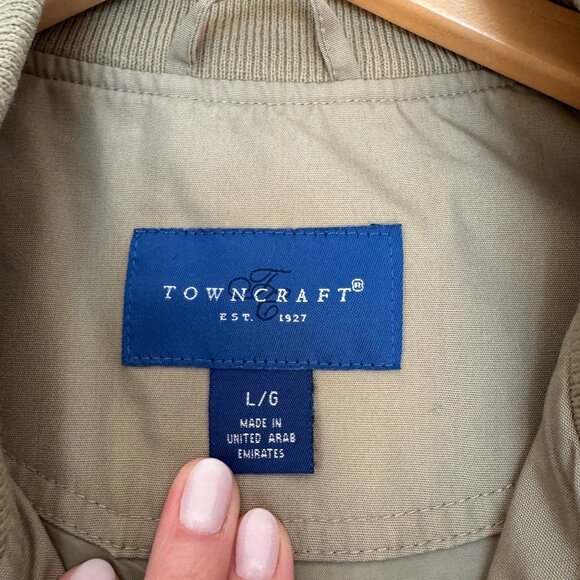 TOWNCRAFT®
EST. 1927
L/G
MADE IN
UNITED ARAB
EMIRATES